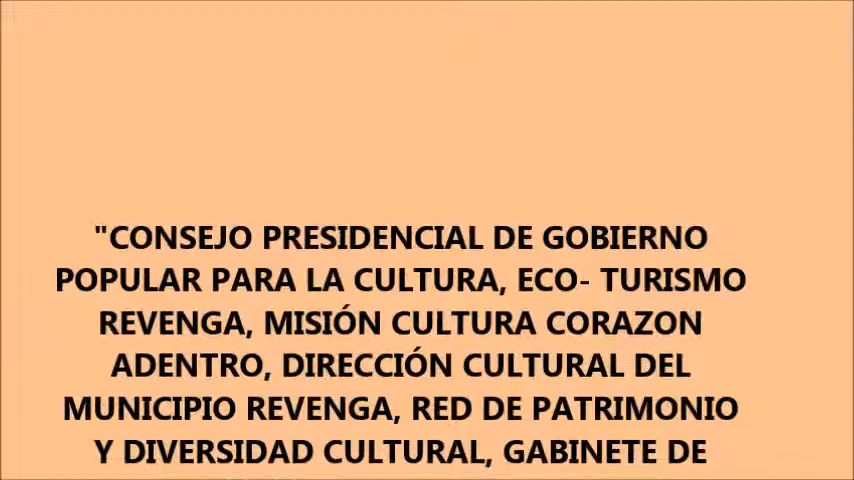 "CONSEJO PRESIDENCIAL DE GOBIERNO
POPULAR PARA LA CULTURA, ECO- TURISMO
REVENGA, MISIÓN CULTURA CORAZON
ADENTRO, DIRECCIÓN CULTURAL DEL
MUNICIPIO REVENGA, RED DE PATRIMONIO
Y DIVERSIDAD CULTURAL, GABINETE DE